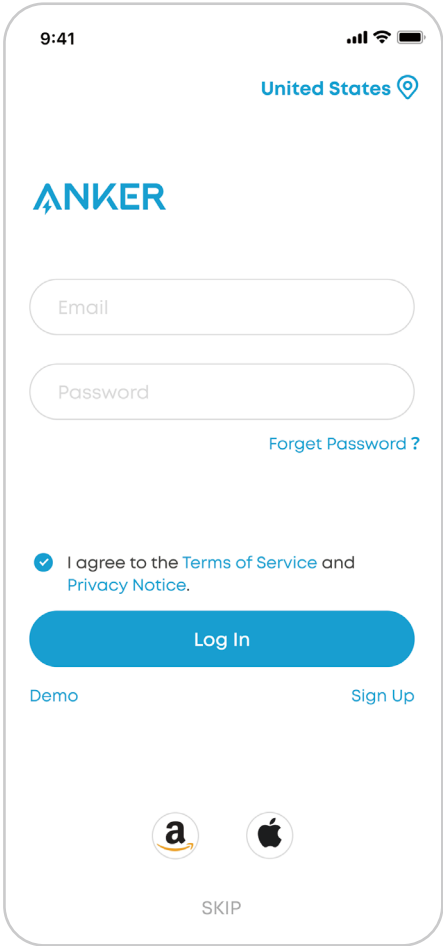 9:41
United States
ANKER
Email
Password
Forget Password ?
I agree to the Terms of Service and
Privacy Notice.
Log In
Demo
Sign Up
a
SKIP